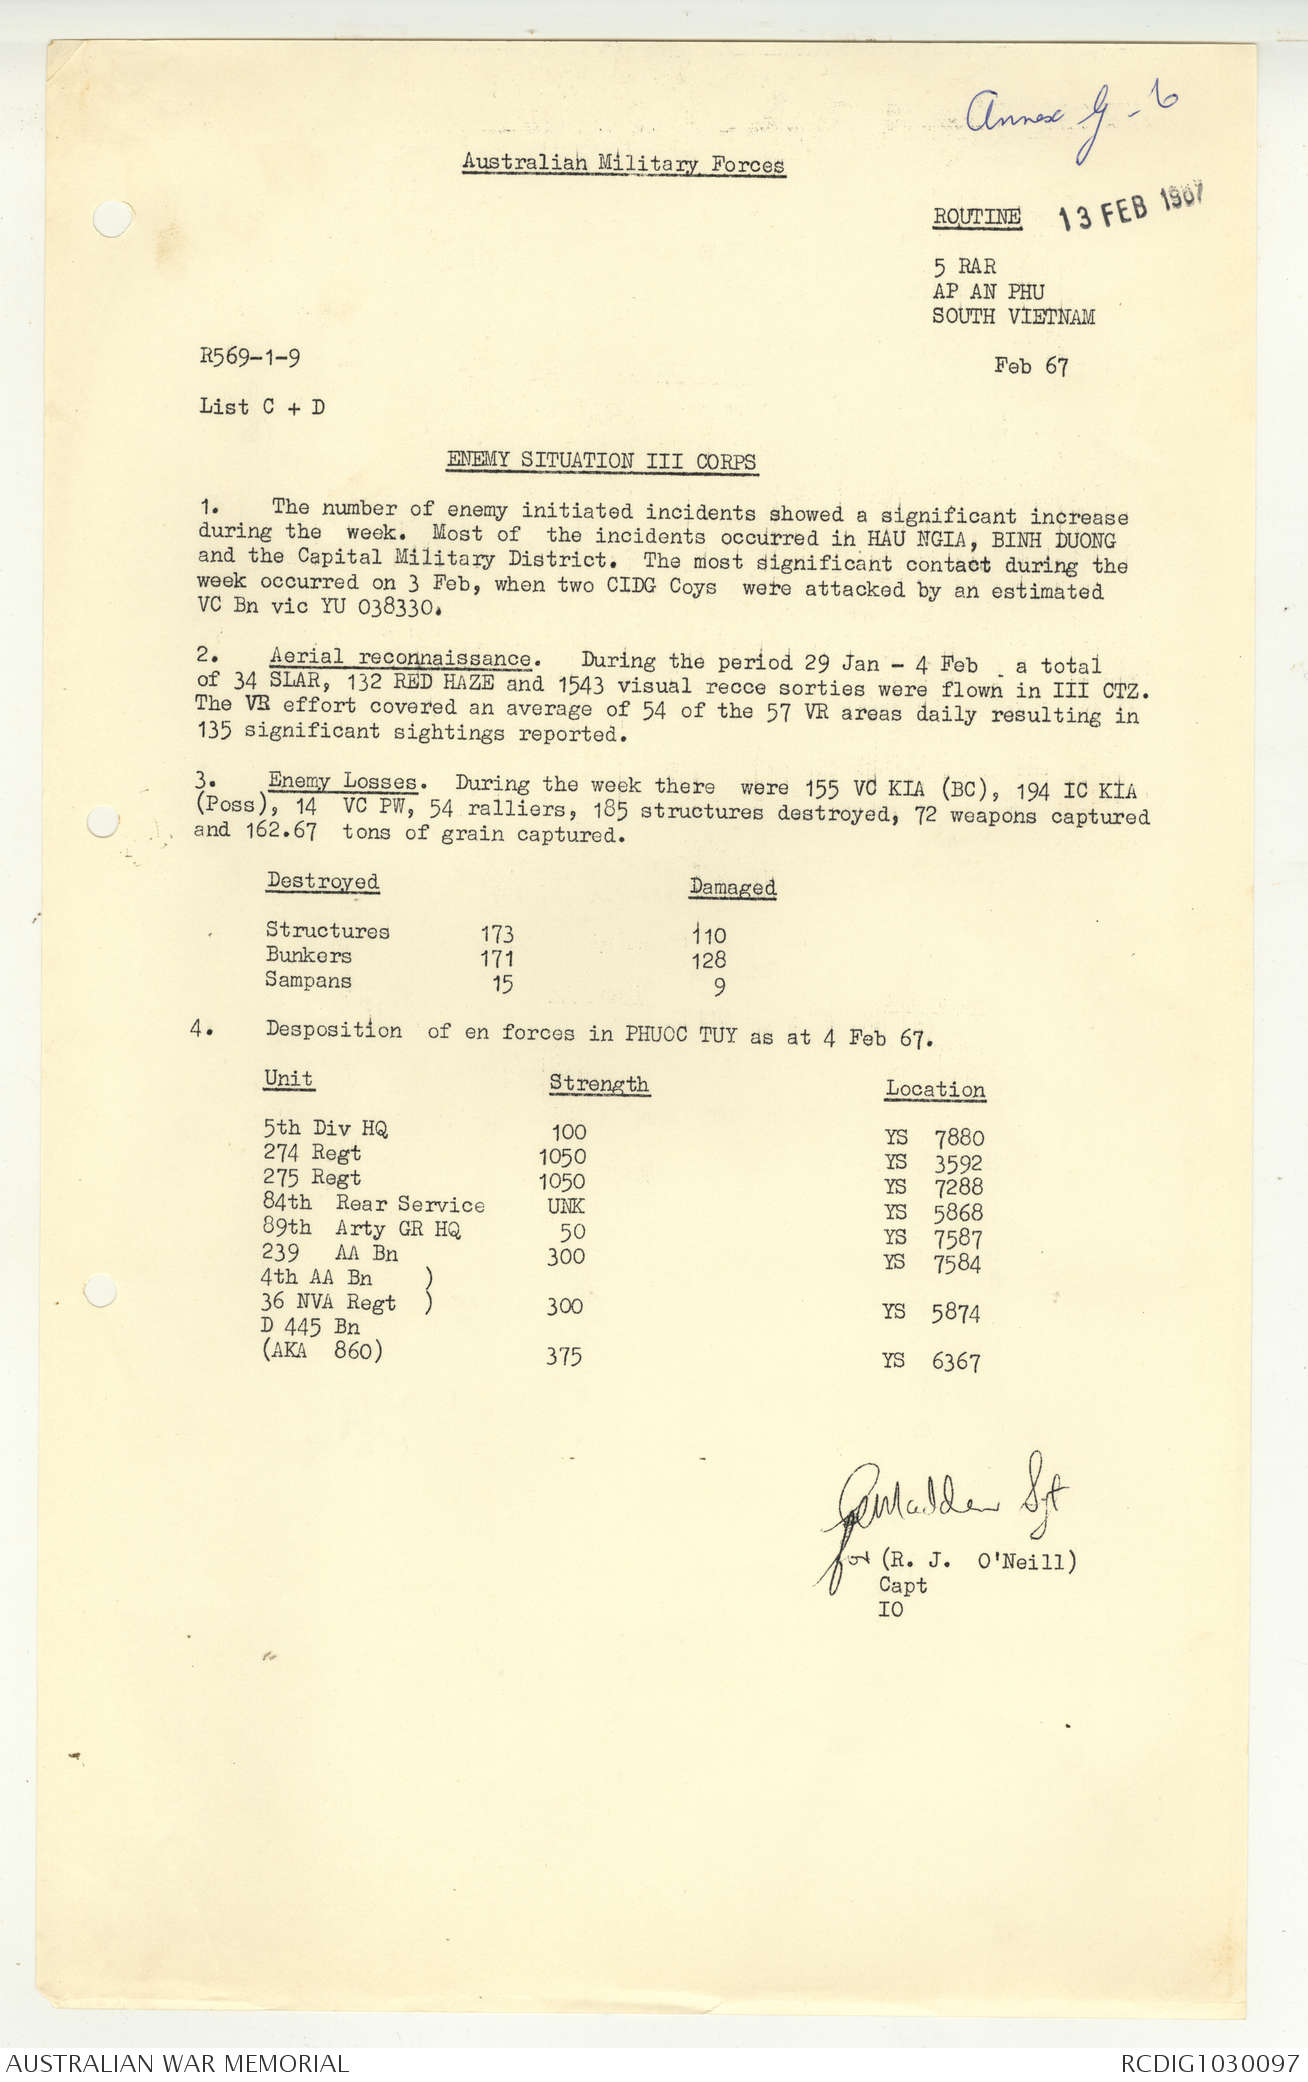 Annex G - 6
Australian Military Forces
ROUTINE 13 FEB 1967
5 RAR
AP AN PHU
SOUTH VIETNAM
R569-1-9
Feb 67
List C + D
ENEMY SITUATION III CORPS
1. The number of enemy initiated incidents showed a significant increase
during the week. Most of the incidents occurred in HAU NGIA, BINH DUONG
and the Capital Military District. The most significant contact during the
week occurred on 3 Feb, when two CIDG Coys were attacked by an estimated
VC Bn vic YU 038330.
2. Aerial reconnaissance. During the period 29 Jan - 4 Feb a total
of 34 SLAR, 132 RED HAZE and 1543 visual recce sorties were flown in III CTZ.
The VR effort covered an average of 54 of the 57 VR areas daily resulting in
135 significant sightings reported.
3. Enemy Losses. During the week there were 155 VC KIA (BC), 194 IC KIA
(Poss), 14 VC PW, 54 ralliers, 185 structures destroyed, 72 weapons captured
and 162.67 tons of grain captured.
Destroyed Damaged
Structures 173 110
Bunkers 171 128
Sampans 15 9
4. Desposition of en forces in PHUOC TUY as at 4 Feb 67.
Unit Strength Location
5th Div HQ 100 YS 7880
274 Regt 1050 YS 3592
275 Regt 1050 YS 7288
84th Rear Service UNK YS 5868
89th Arty GR HQ 50 YS 7587
239 AA Bn 300 YS 7584
4th AA Bn )
36 NVA Regt ) 300 YS 5874
D 445 Bn
(AKA 860) 375 YS 6367
Madden Sgt
for (R. J. O'Neill)
Capt
IO
AUSTRALIAN WAR MEMORIAL RCDIG1030097